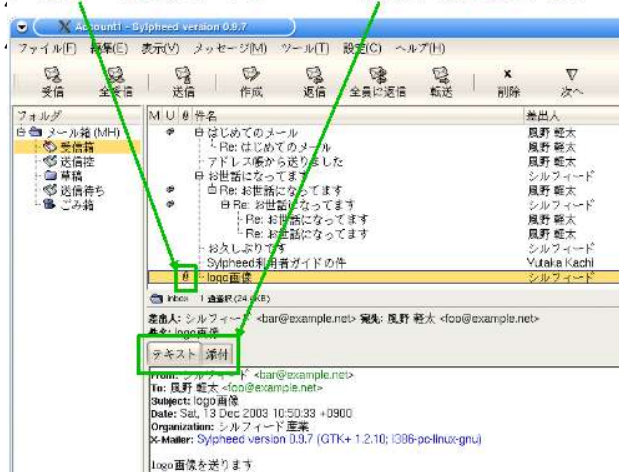 Account1 - Sylpheed version 0.9.7
ファイル(F) 編集(E) 表示(V) メッセージ(M) ツール(T) 設定(C) ヘルプ(H)
受信 全受信 送信 作成 返信 全員に返信 転送 削除 次へ
フォルダ M U 件名 差出人
メール箱 (MH) はじめてのメール 風野 軽太
受信箱 Re: はじめてのメール 風野 軽太
送信控 アドレス帳から送りました 風野 軽太
草稿 お世話になってます シルフィード
送信待ち Re: お世話になってます 風野 軽太
ごみ箱 Re: お世話になってます シルフィード
Re: お世話になってます 風野 軽太
Re: お世話になってます 風野 軽太
お久しぶりです シルフィード
Sylpheed利用者ガイドの件 Yutaka Kachi
logo画像 シルフィード
inbox 1 通選択(24.6KB)
差出人: シルフィード <bar@example.net> 宛先: 風野 軽太 <foo@example.net>
件名: logo画像
テキスト 添付
From: シルフィード <bar@example.net>
To: 風野 軽太 <foo@example.net>
Subject: logo画像
Date: Sat, 13 Dec 2003 10:50:33 +0900
Organization: シルフィード産業
X-Mailer: Sylpheed version 0.9.7 (GTK+ 1.2.10; i386-pc-linux-gnu)
logo画像を送ります